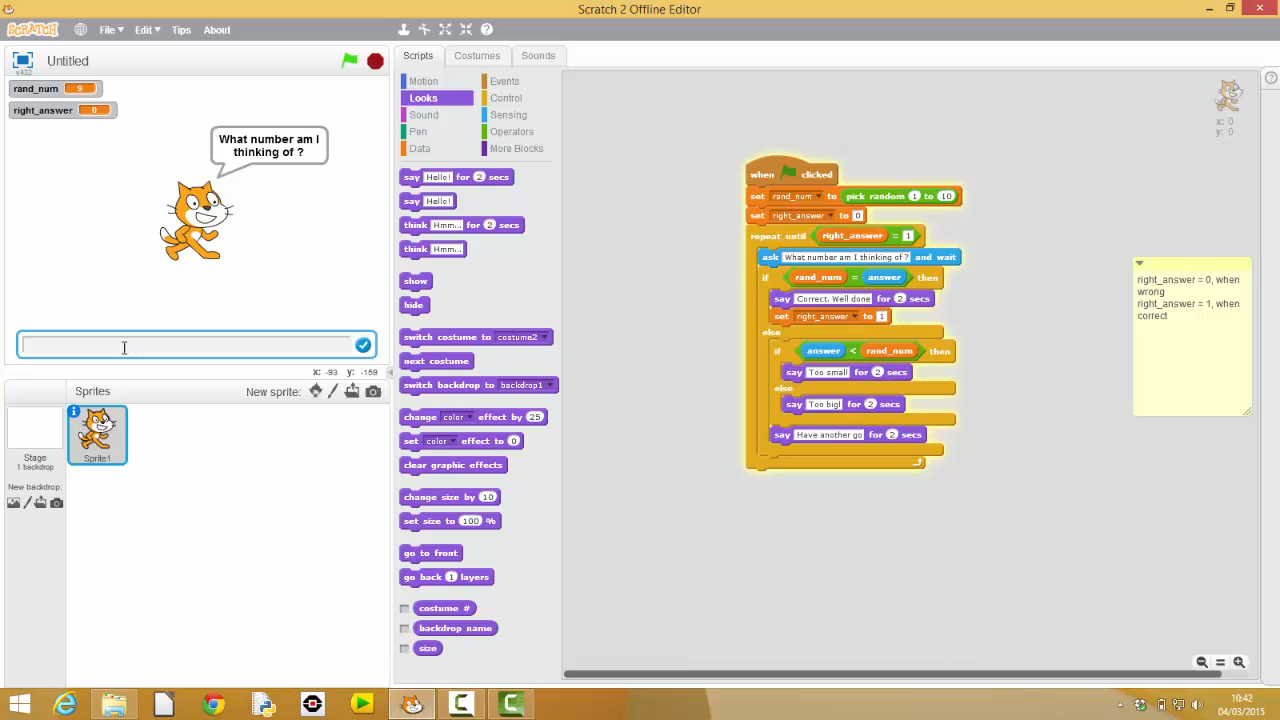 Scratch 2 Offline Editor
SCRATCH File Edit Tips About
v432 Untitled
rand_num 9
right_answer 0
What number am I
thinking of ?
x: -93 y: -159
Sprites New sprite:
Stage
1 backdrop
Sprite1
New backdrop:
Scripts Costumes Sounds
Motion Events
Looks Control
Sound Sensing
Pen Operators
Data More Blocks
say Hello! for 2 secs
say Hello!
think Hmm... for 2 secs
think Hmm...
show
hide
switch costume to costume2
next costume
switch backdrop to backdrop1
change color effect by 25
set color effect to 0
clear graphic effects
change size by 10
set size to 100 %
go to front
go back 1 layers
costume #
backdrop name
size
when clicked
set rand_num to pick random 1 to 10
set right_answer to 0
repeat until right_answer = 1
ask What number am I thinking of ? and wait
if rand_num = answer then
say Correct. Well done for 2 secs
set right_answer to 1
else
if answer < rand_num then
say Too small for 2 secs
else
say Too big! for 2 secs
say Have another go for 2 secs
x: 0
y: 0
right_answer = 0, when
wrong
right_answer = 1, when
correct
10:42
04/03/2015